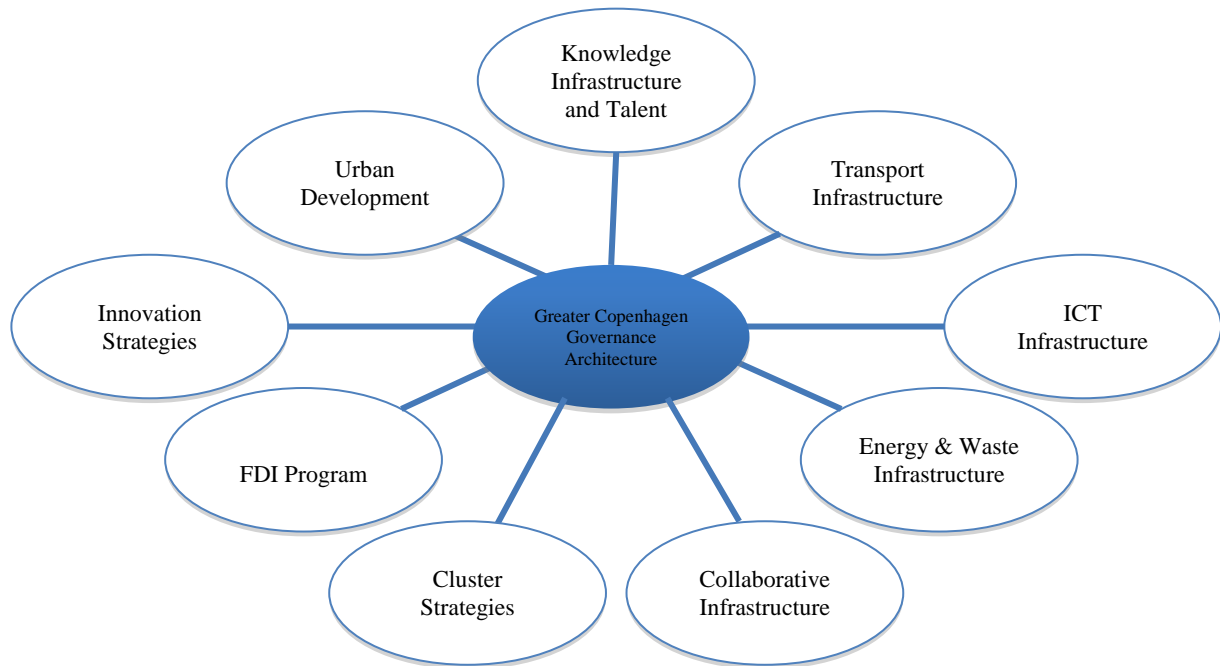 Knowledge
Infrastructure
and Talent
Urban
Development
Transport
Infrastructure
Innovation
Strategies
Greater Copenhagen
Governance
Architecture
ICT
Infrastructure
FDI Program
Energy & Waste
Infrastructure
Cluster
Strategies
Collaborative
Infrastructure